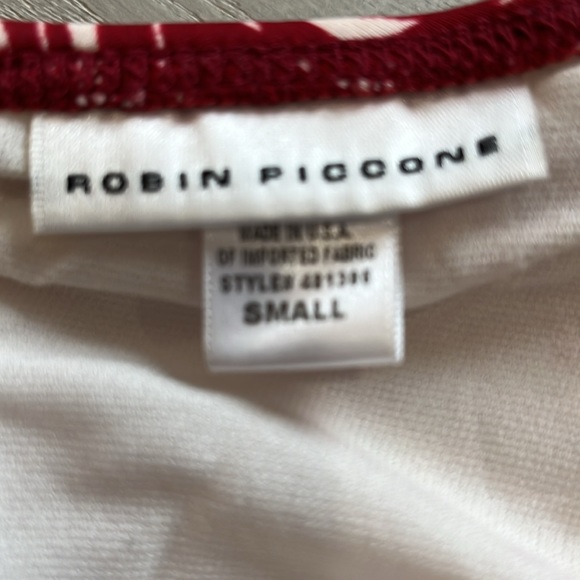 ROBIN PICCONE
MADE IN U.S.A.
OF IMPORTED FABRIC
STYLE#
SMALL